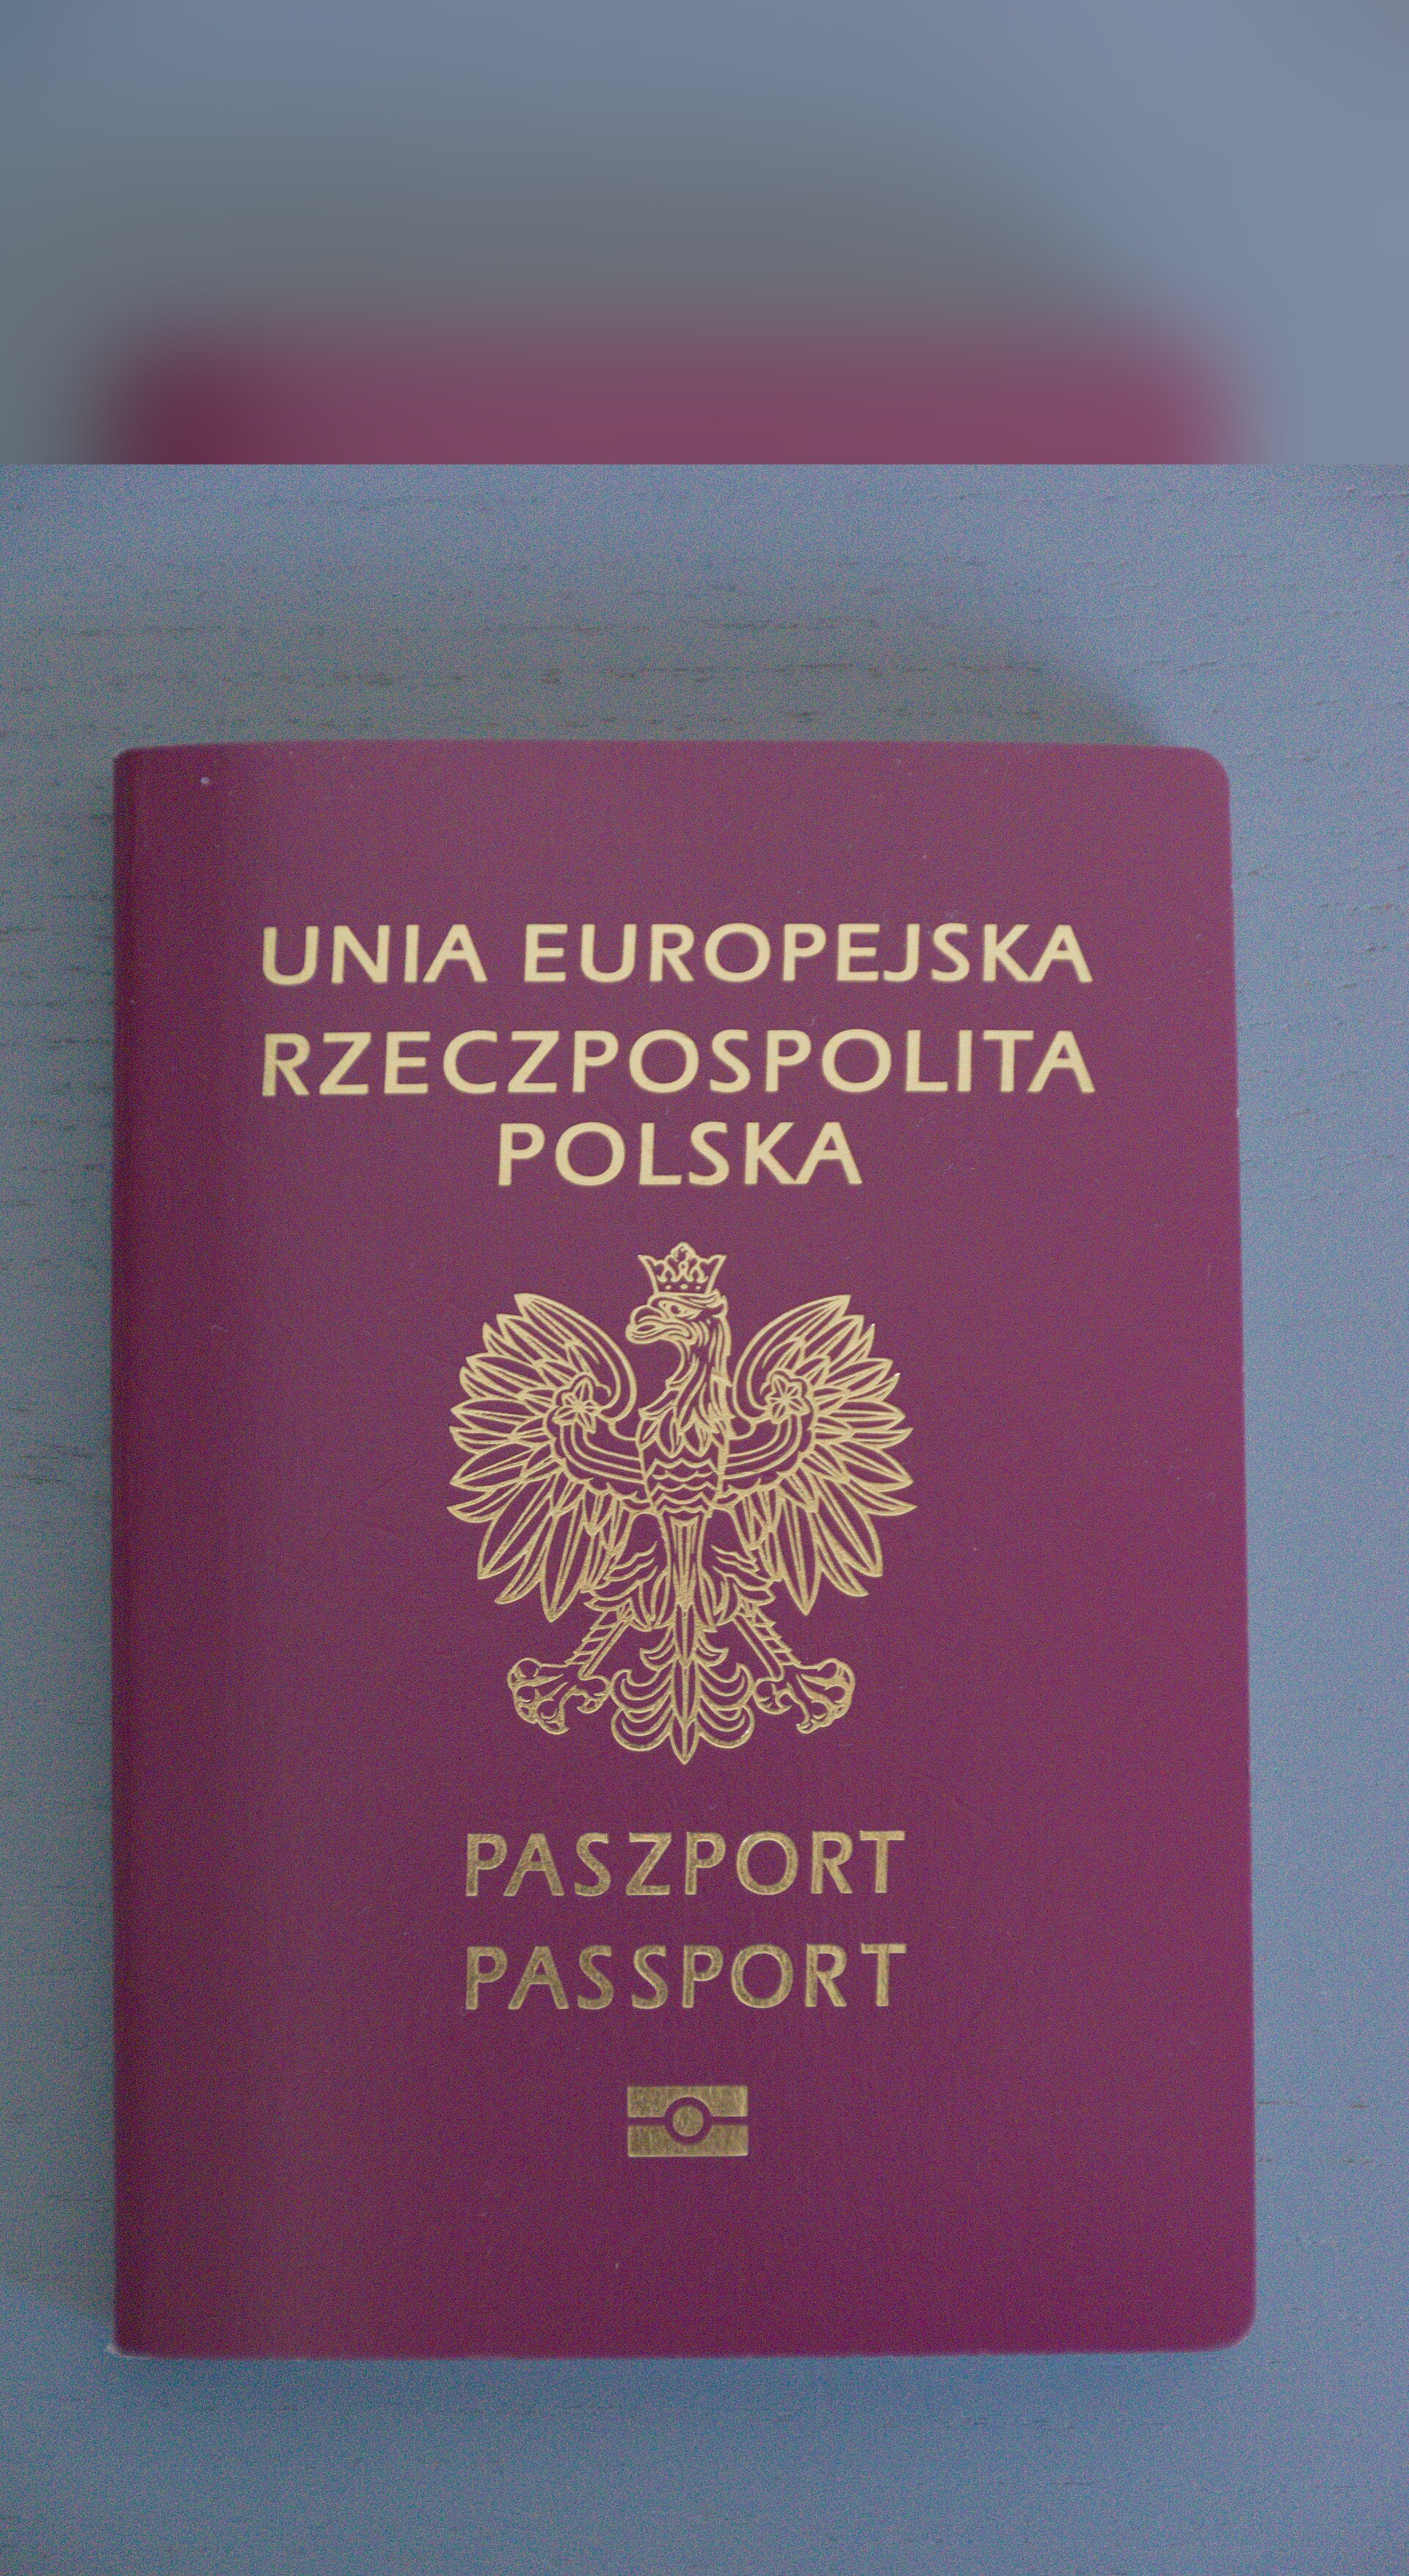 UNIA EUROPEJSKA
RZECZPOSPOLITA
POLSKA
PASZPORT
PASSPORT